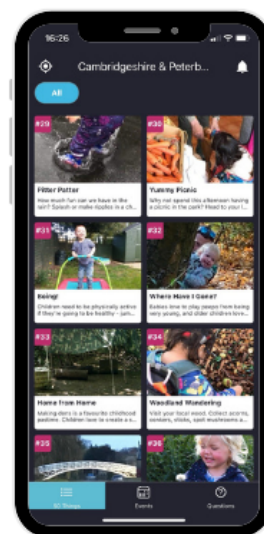 16:26
Cambridgeshire & Peterb...
All
#29
#30
Pitter Patter
How much fun can we have in the
rain? Splash or make ripples in a ch...
Yummy Picnic
Why not spend this afternoon having
a picnic in the park? Head to your l...
#31
#32
Boing!
Children need to be physically active
if they're going to be healthy - jum...
Where Have I Gone?
Babies love to play peepo from being
very young, and older children love...
#33
#34
Home from Home
Making dens is a favourite childhood
pastime. Children love to create a s...
Woodland Wandering
Visit your local wood. Collect acorns,
conkers, sticks, spot mushrooms a...
#35
#36
50 Things
Events
Questions